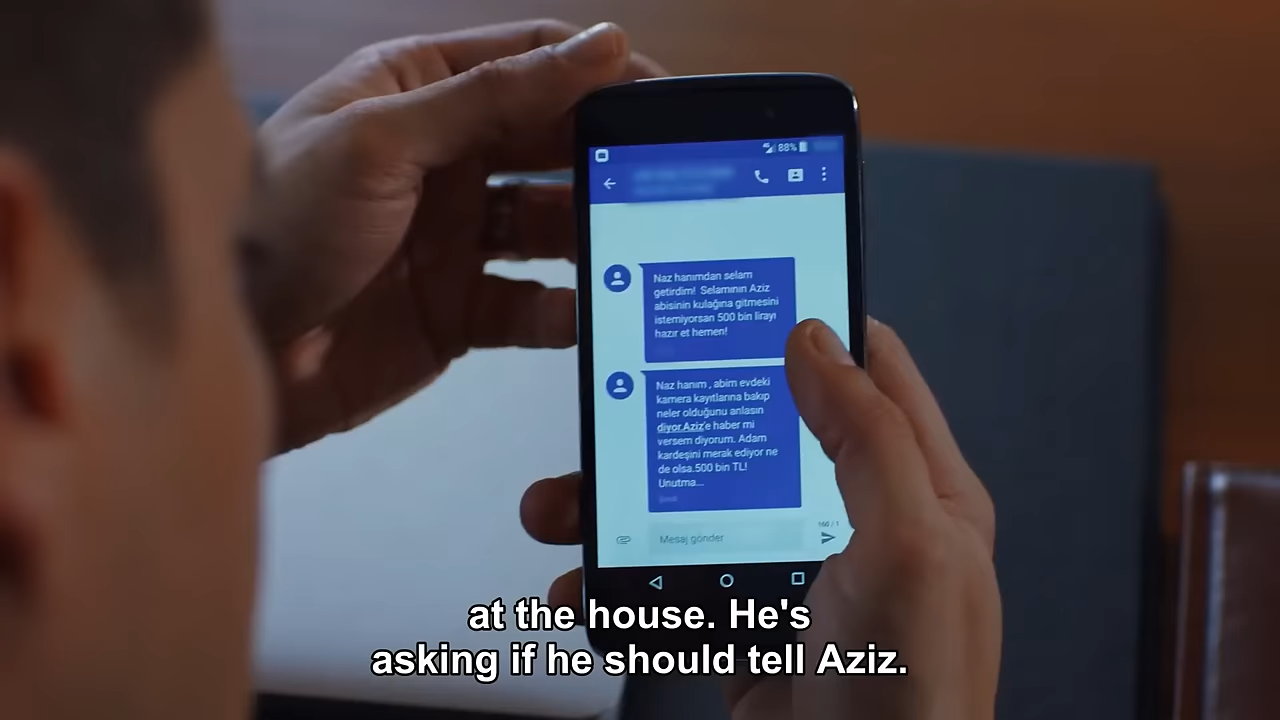 88%
Naz hanımdan selam
getirdim! Selamının Aziz
abisinin kulağına gitmesini
istemiyorsan 500 bin lirayı
hazır et hemen!
Naz hanım , abim evdeki
kamera kayıtlarına bakıp
neler olduğunu anlasın
diyor.Aziz'e haber mi
versem diyorum. Adam
kardeşini merak ediyor ne
de olsa.500 bin TL!
Unutma...
160 / 1
Mesaj gönder
at the house. He's
asking if he should tell Aziz.